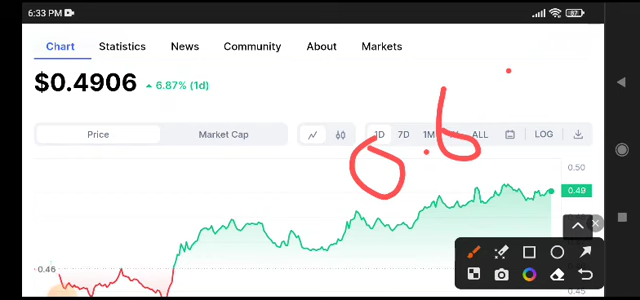 6:33 PM 87
Chart Statistics News Community About Markets
$0.4906 6.87% (1d)
Price Market Cap 1D 7D 1M ALL LOG
0.6
0.50
0.49
0.46
0.45